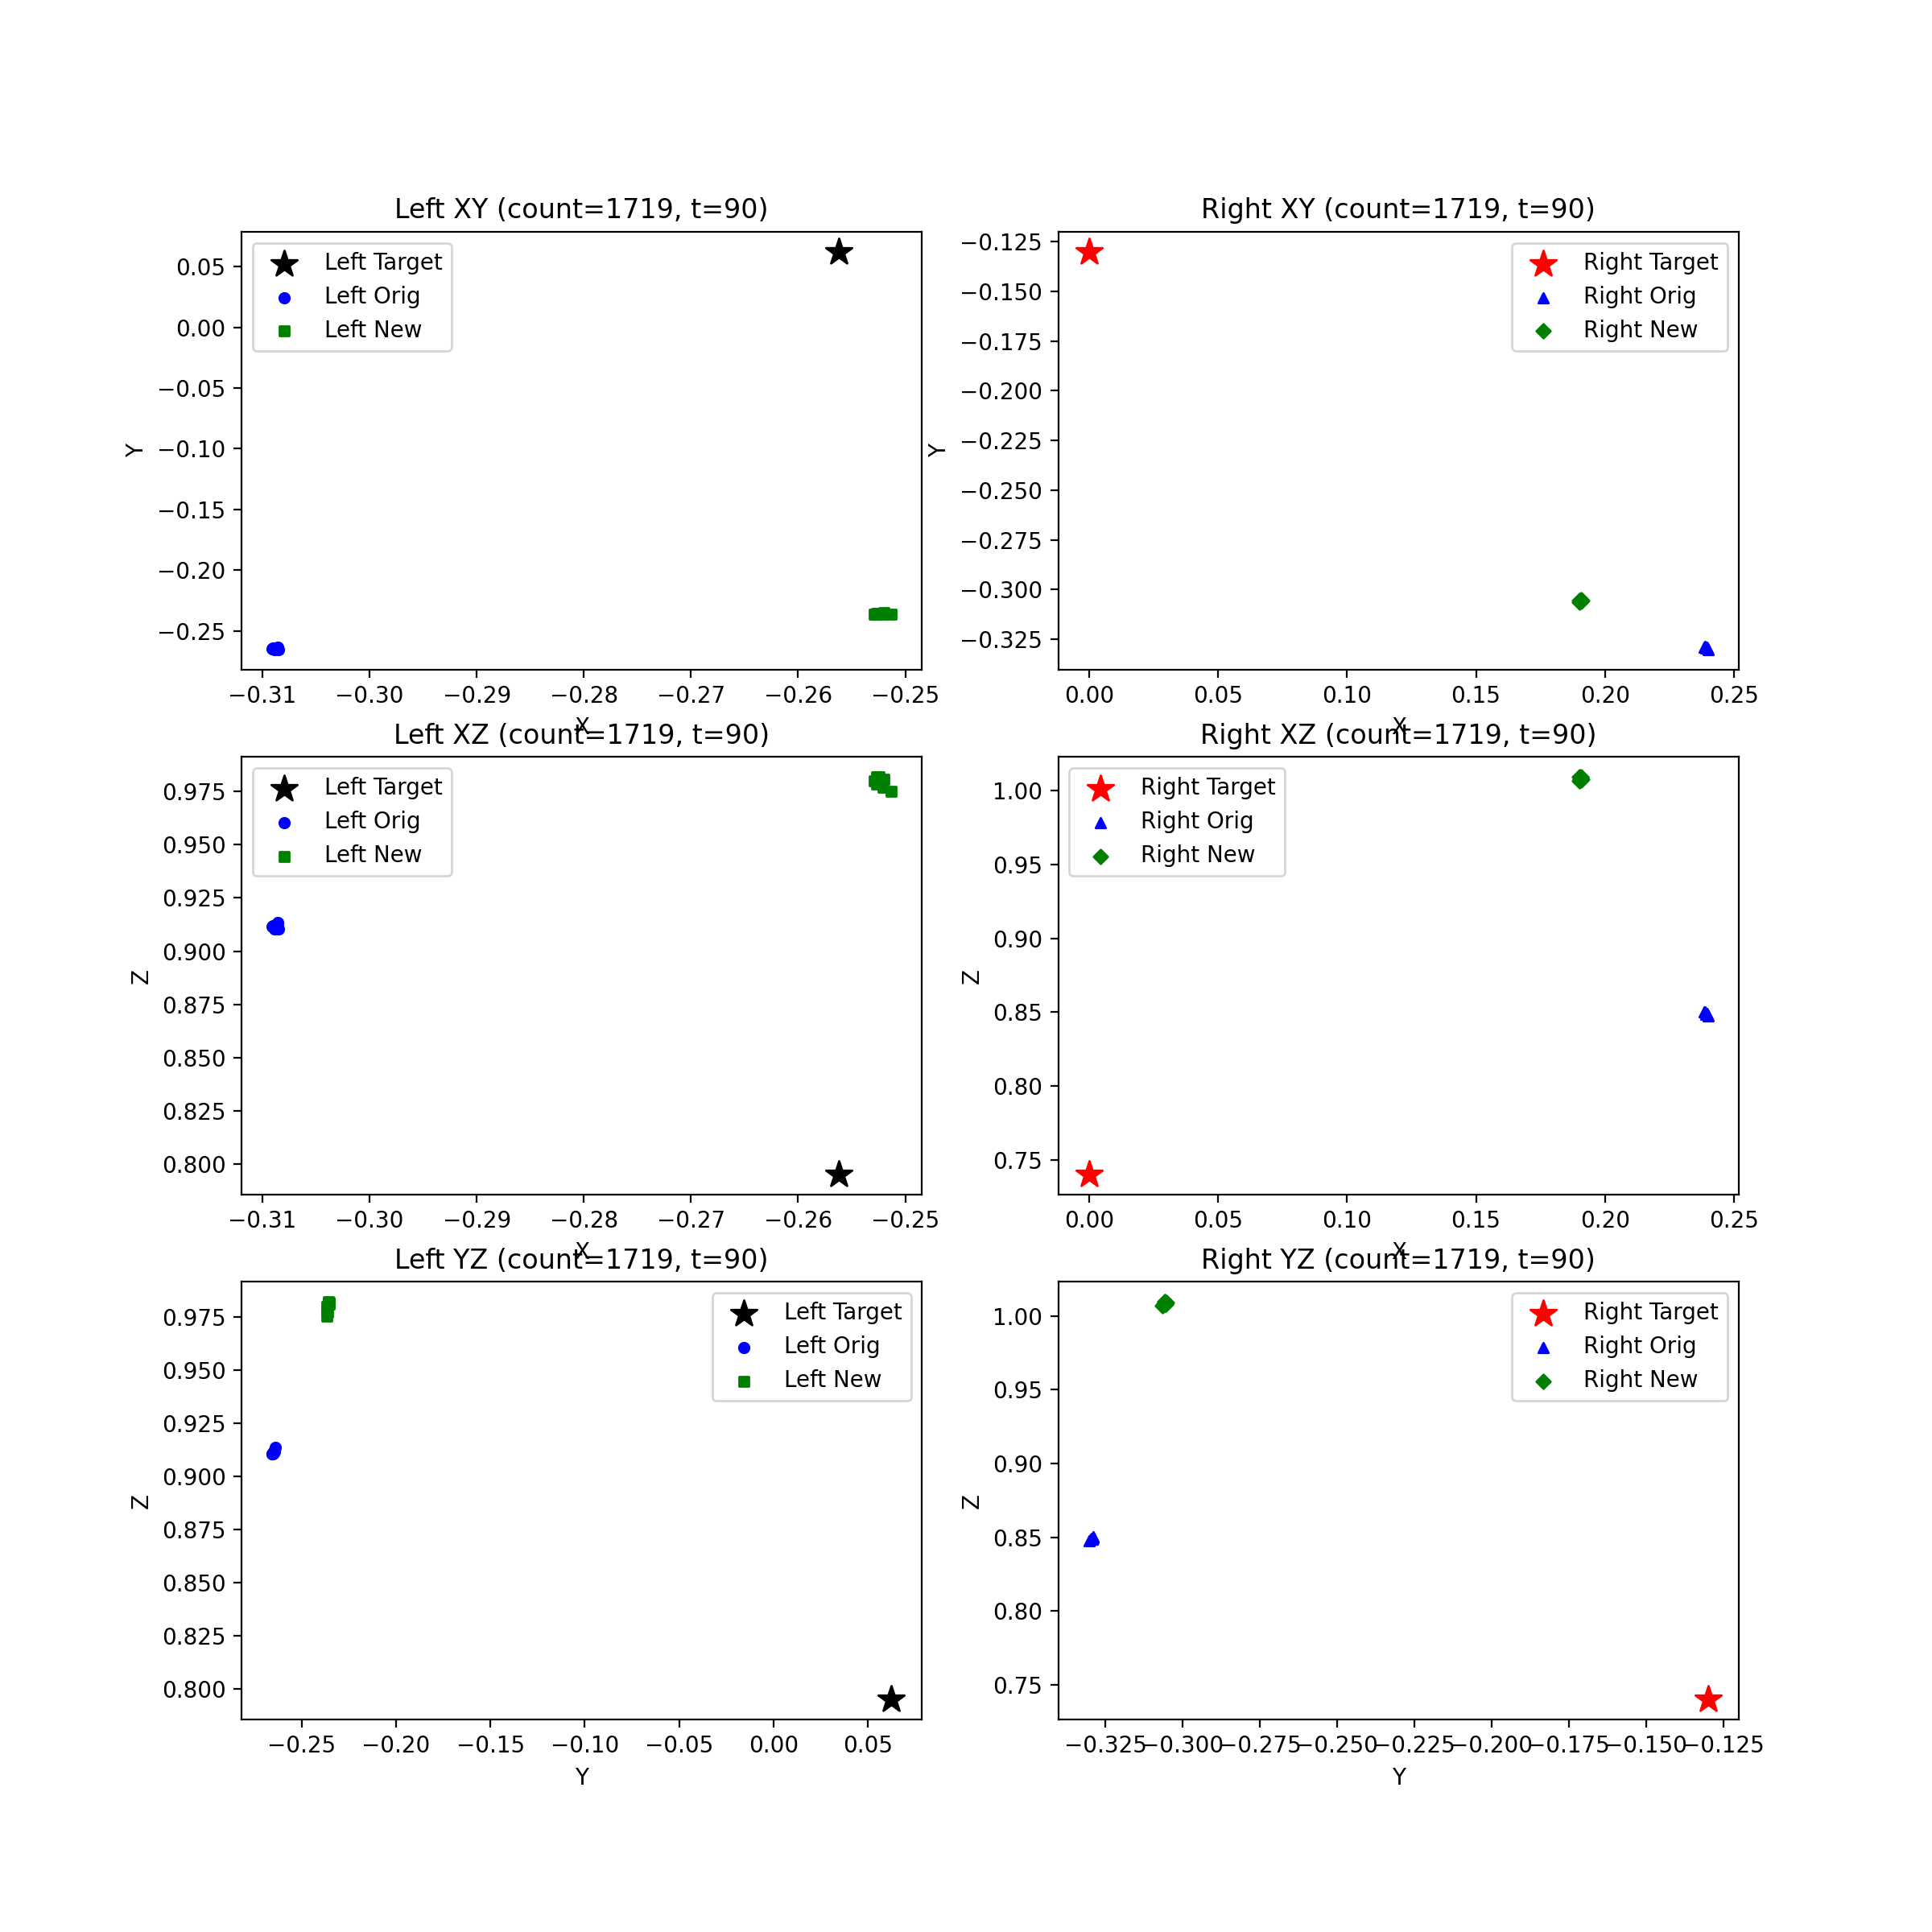 Left XY (count=1719, t=90)
Left Target
Left Orig
Left New
0.05
0.00
−0.05
−0.10
−0.15
−0.20
−0.25
Y
−0.31 −0.30 −0.29 −0.28 −0.27 −0.26 −0.25
X
Right XY (count=1719, t=90)
Right Target
Right Orig
Right New
−0.125
−0.150
−0.175
−0.200
−0.225
−0.250
−0.275
−0.300
−0.325
Y
0.00 0.05 0.10 0.15 0.20 0.25
X
Left XZ (count=1719, t=90)
Left Target
Left Orig
Left New
0.975
0.950
0.925
0.900
0.875
0.850
0.825
0.800
Z
−0.31 −0.30 −0.29 −0.28 −0.27 −0.26 −0.25
X
Right XZ (count=1719, t=90)
Right Target
Right Orig
Right New
1.00
0.95
0.90
0.85
0.80
0.75
Z
0.00 0.05 0.10 0.15 0.20 0.25
X
Left YZ (count=1719, t=90)
Left Target
Left Orig
Left New
0.975
0.950
0.925
0.900
0.875
0.850
0.825
0.800
Z
−0.25 −0.20 −0.15 −0.10 −0.05 0.00 0.05
Y
Right YZ (count=1719, t=90)
Right Target
Right Orig
Right New
1.00
0.95
0.90
0.85
0.80
0.75
Z
−0.325 −0.300 −0.275 −0.250 −0.225 −0.200 −0.175 −0.150 −0.125
Y